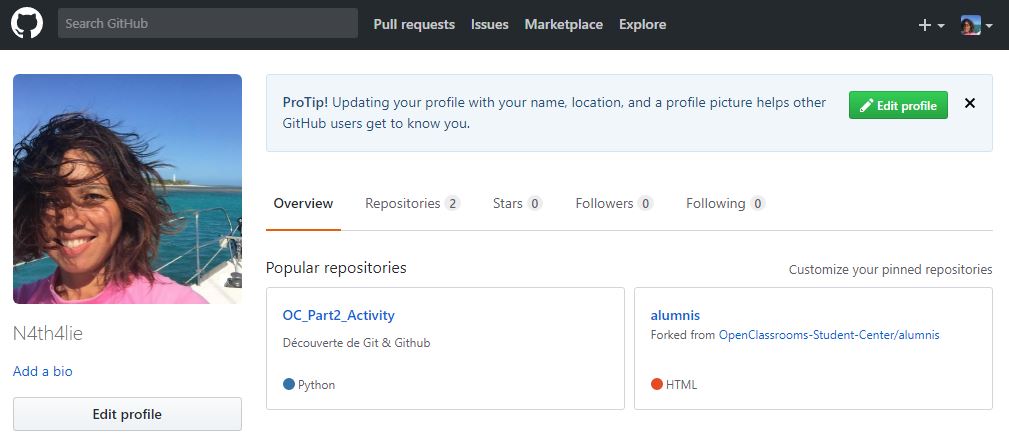 Search GitHub
Pull requests Issues Marketplace Explore
ProTip! Updating your profile with your name, location, and a profile picture helps other
GitHub users get to know you.
Edit profile
Overview Repositories 2 Stars 0 Followers 0 Following 0
Popular repositories
Customize your pinned repositories
OC_Part2_Activity
Découverte de Git & Github
Python
alumnis
Forked from OpenClassrooms-Student-Center/alumnis
HTML
N4th4lie
Add a bio
Edit profile